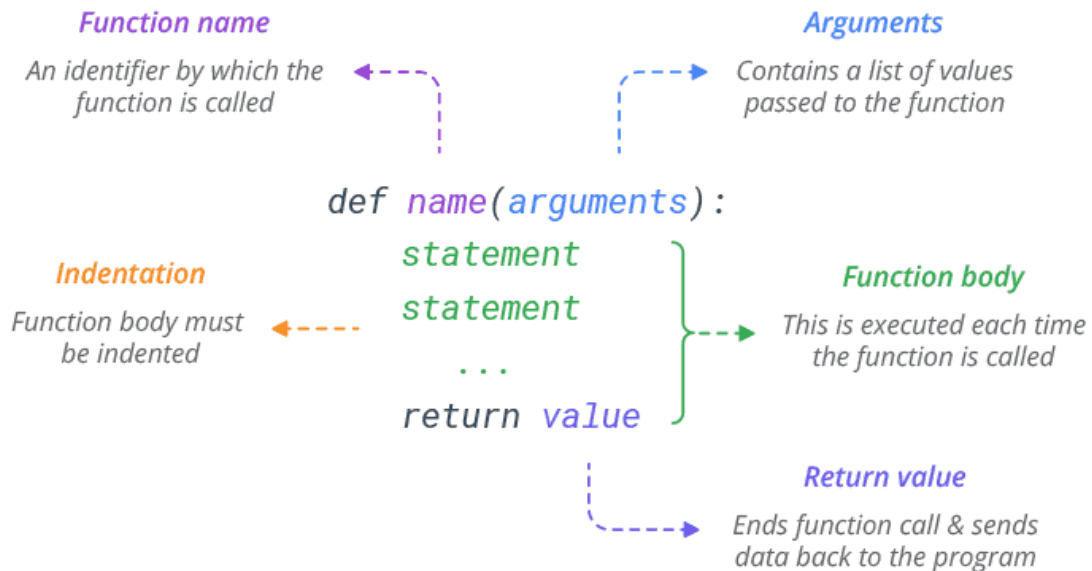 Function name
An identifier by which the
function is called
Arguments
Contains a list of values
passed to the function
def name(arguments):
statement
statement
...
return value
Indentation
Function body must
be indented
Function body
This is executed each time
the function is called
Return value
Ends function call & sends
data back to the program